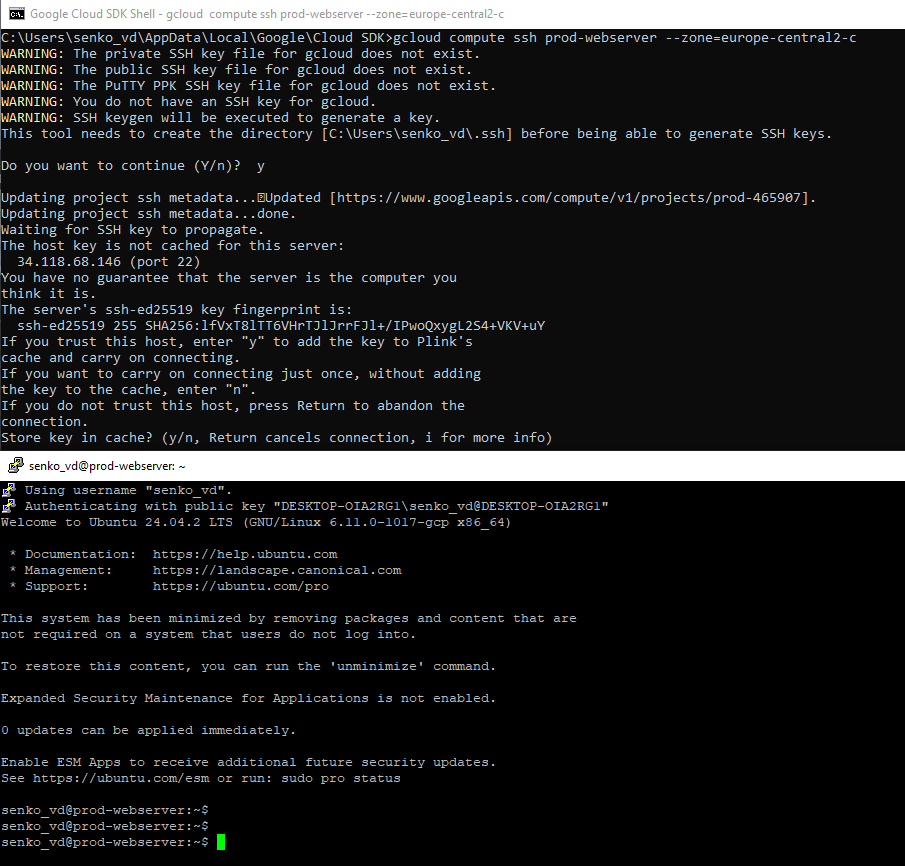 Google Cloud SDK Shell - gcloud  compute ssh prod-webserver --zone=europe-central2-c
C:\Users\senko_vd\AppData\Local\Google\Cloud SDK>gcloud compute ssh prod-webserver --zone=europe-central2-c
WARNING: The private SSH key file for gcloud does not exist.
WARNING: The public SSH key file for gcloud does not exist.
WARNING: The PuTTY PPK SSH key file for gcloud does not exist.
WARNING: You do not have an SSH key for gcloud.
WARNING: SSH keygen will be executed to generate a key.
This tool needs to create the directory [C:\Users\senko_vd\.ssh] before being able to generate SSH keys.
Do you want to continue (Y/n)?  y
Updating project ssh metadata...⍰Updated [https://www.googleapis.com/compute/v1/projects/prod-465907].
Updating project ssh metadata...done.
Waiting for SSH key to propagate.
The host key is not cached for this server:
  34.118.68.146 (port 22)
You have no guarantee that the server is the computer you
think it is.
The server's ssh-ed25519 key fingerprint is:
  ssh-ed25519 255 SHA256:lfVxT8lTT6VHrTJlJrrFJl+/IPwoQxygL2S4+VKV+uY
If you trust this host, enter "y" to add the key to Plink's
cache and carry on connecting.
If you want to carry on connecting just once, without adding
the key to the cache, enter "n".
If you do not trust this host, press Return to abandon the
connection.
Store key in cache? (y/n, Return cancels connection, i for more info)
senko_vd@prod-webserver: ~
Using username "senko_vd".
Authenticating with public key "DESKTOP-OIA2RG1\senko_vd@DESKTOP-OIA2RG1"
Welcome to Ubuntu 24.04.2 LTS (GNU/Linux 6.11.0-1017-gcp x86_64)
 * Documentation:  https://help.ubuntu.com
 * Management:     https://landscape.canonical.com
 * Support:        https://ubuntu.com/pro
This system has been minimized by removing packages and content that are
not required on a system that users do not log into.
To restore this content, you can run the 'unminimize' command.
Expanded Security Maintenance for Applications is not enabled.
0 updates can be applied immediately.
Enable ESM Apps to receive additional future security updates.
See https://ubuntu.com/esm or run: sudo pro status
senko_vd@prod-webserver:~$
senko_vd@prod-webserver:~$
senko_vd@prod-webserver:~$